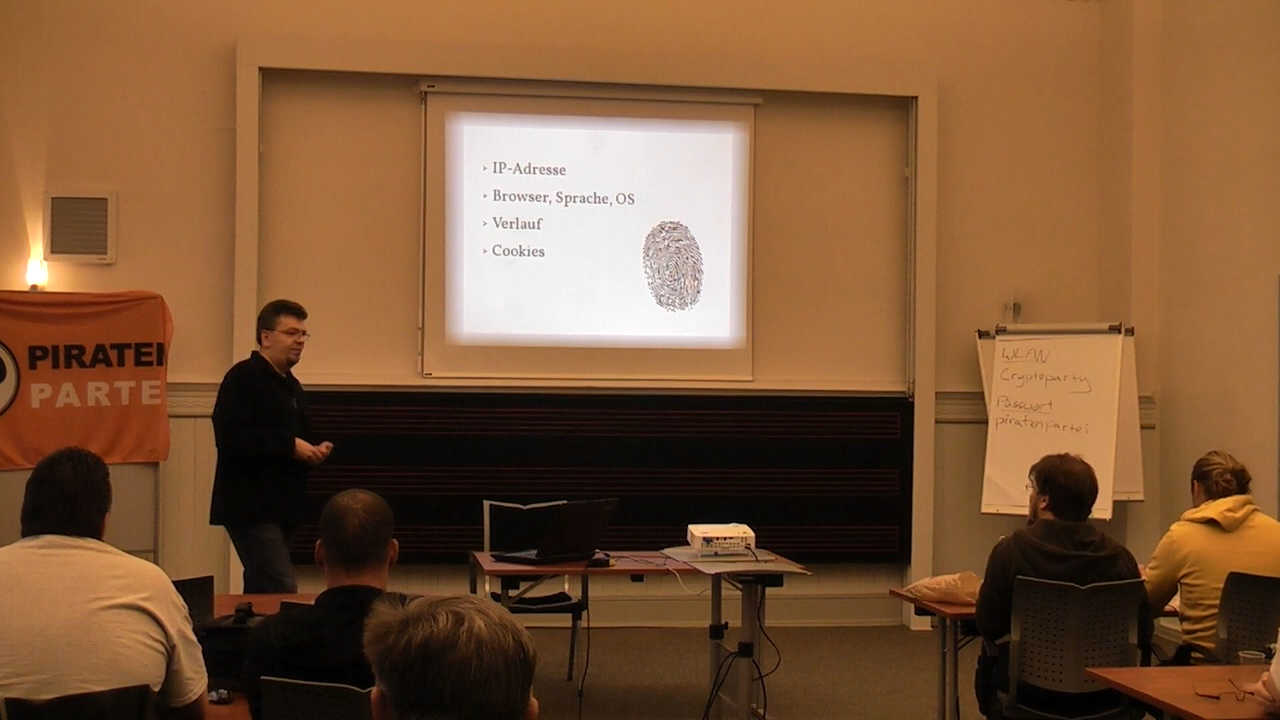 IP-Adresse
Browser, Sprache, OS
Verlauf
Cookies
PIRATEN
PARTE
WLAN
Cryptoparty
Passwort
piratenpartei